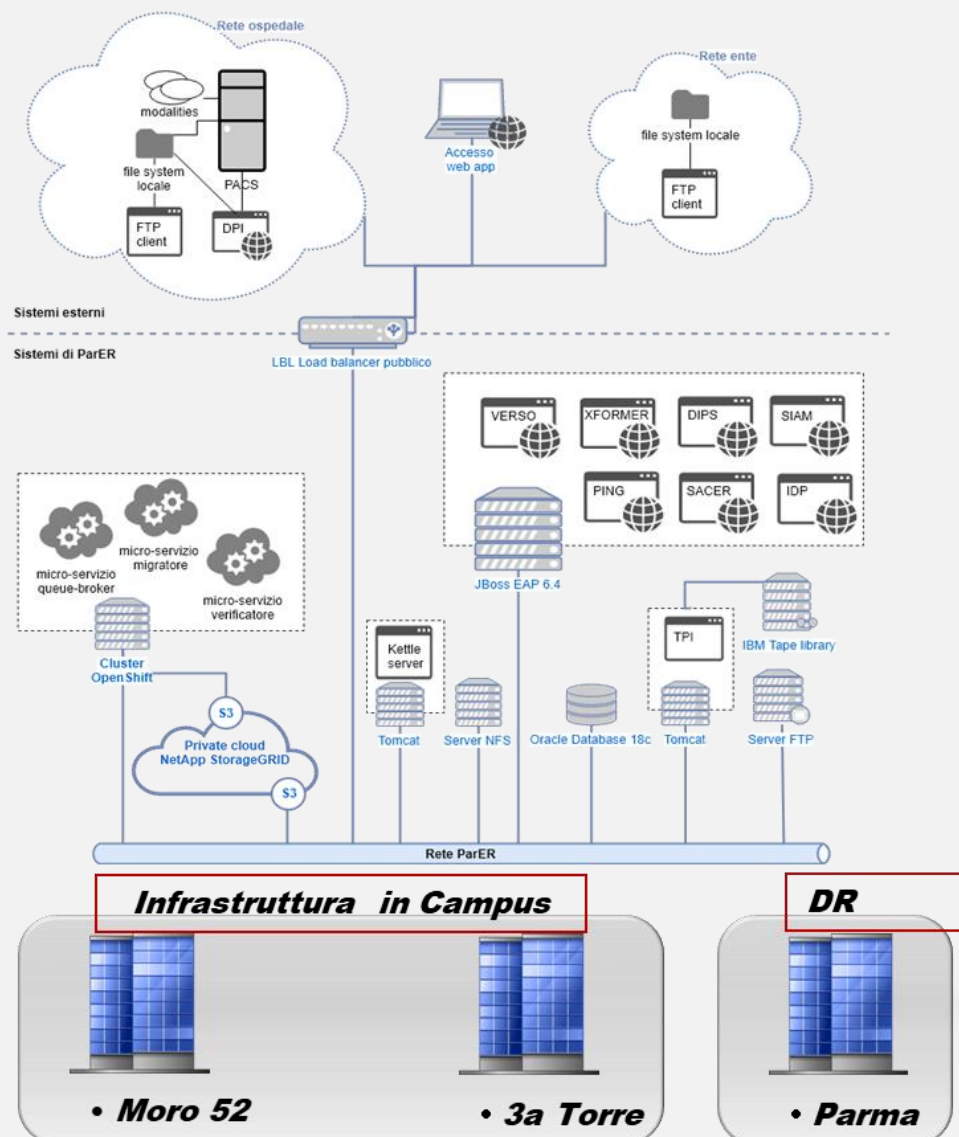 Rete ospedale
modalities
file system
locale
PACS
FTP
client
DPI
Accesso
web app
Rete ente
file system locale
FTP
client
Sistemi esterni
Sistemi di ParER
LBL Load balancer pubblico
VERSO
XFORMER
DIPS
SIAM
PING
SACER
IDP
JBoss EAP 6.4
micro-servizio
queue-broker
micro-servizio
migratore
micro-servizio
verificatore
Cluster
OpenShift
S3
Private cloud
NetApp StorageGRID
S3
Kettle
server
Tomcat
Server NFS
Oracle Database 18c
TPI
Tomcat
IBM Tape library
Server FTP
Rete ParER
Infrastruttura in Campus
DR
• Moro 52
• 3a Torre
• Parma